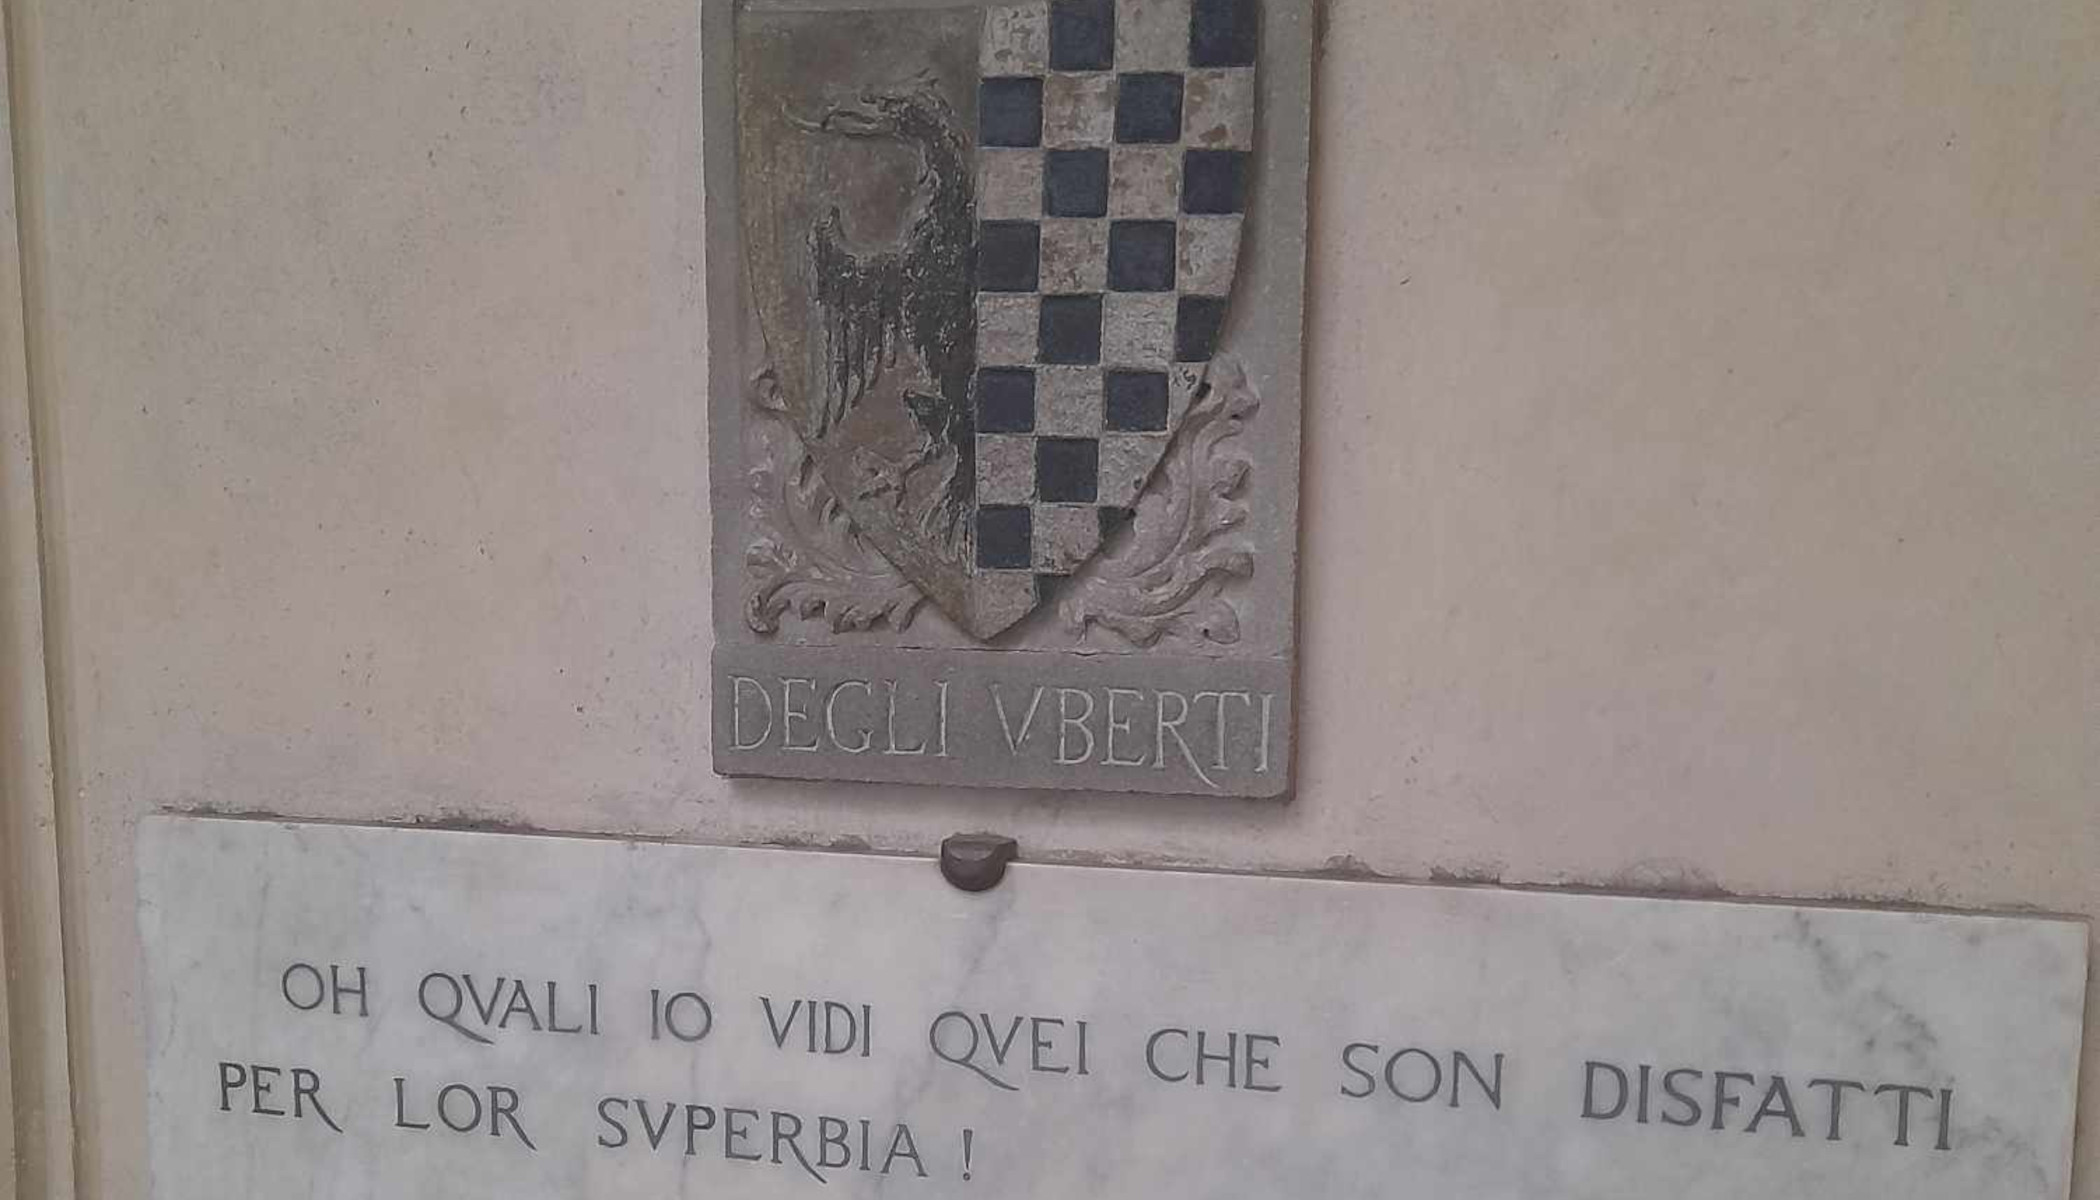 DEGLI VBERTI
OH QVALI IO VIDI QVEI CHE SON DISFATTI
PER LOR SVPERBIA!